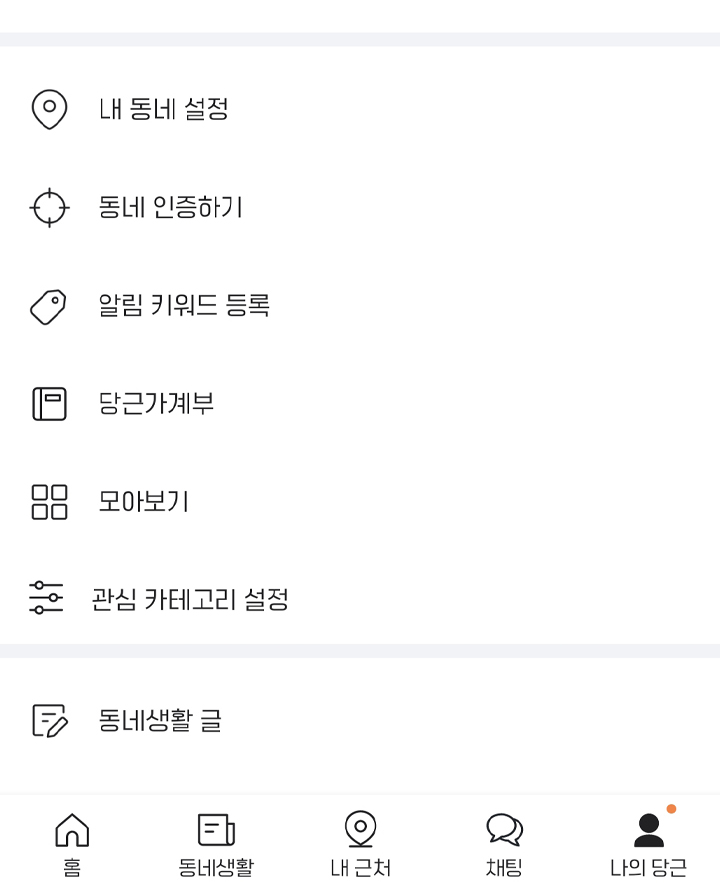 내 동네 설정
동네 인증하기
알림 키워드 등록
당근가계부
모아보기
관심 카테고리 설정
동네생활 글
홈 동네생활 내 근처 채팅 나의 당근